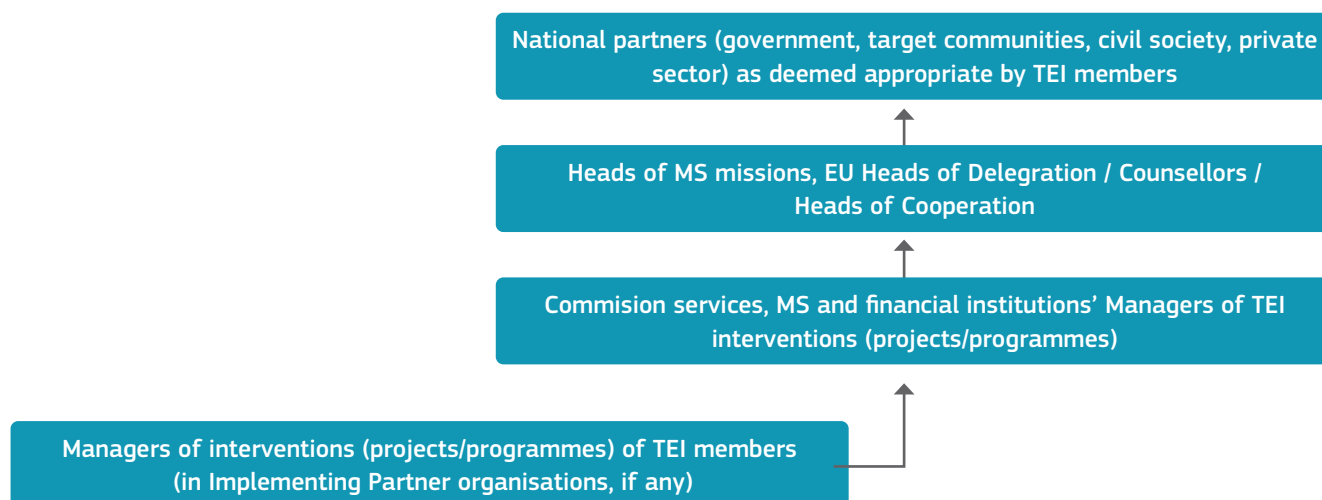 National partners (government, target communities, civil society, private
sector) as deemed appropriate by TEI members
Heads of MS missions, EU Heads of Delegation / Counsellors /
Heads of Cooperation
Commision services, MS and financial institutions’ Managers of TEI
interventions (projects/programmes)
Managers of interventions (projects/programmes) of TEI members
(in Implementing Partner organisations, if any)